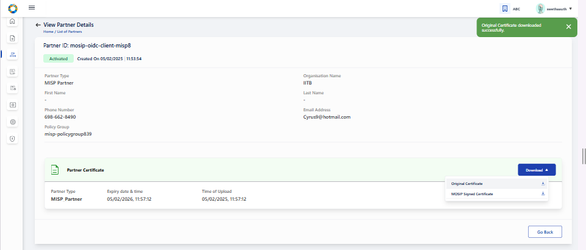 ABC
View Partner Details
Home / List of Partners
Original Certificate downloaded successfully.
Partner ID: mosip-oidc-client-misp8
Activated Created On 05/02/2025 | 11:53:54
Partner Type
MISP Partner
Organisation Name
IITB
First Name
-
Last Name
-
Phone Number
698-662-8490
Email Address
Cyrus9@hotmail.com
Policy Group
misp-policygroup838
Partner Certificate
Download
Original Certificate
MOSIP Signed Certificate
Partner Type
MISP Partner
Expiry date & time
05/02/2026, 11:57:12
Time of Upload
05/02/2025, 11:57:12
Go Back